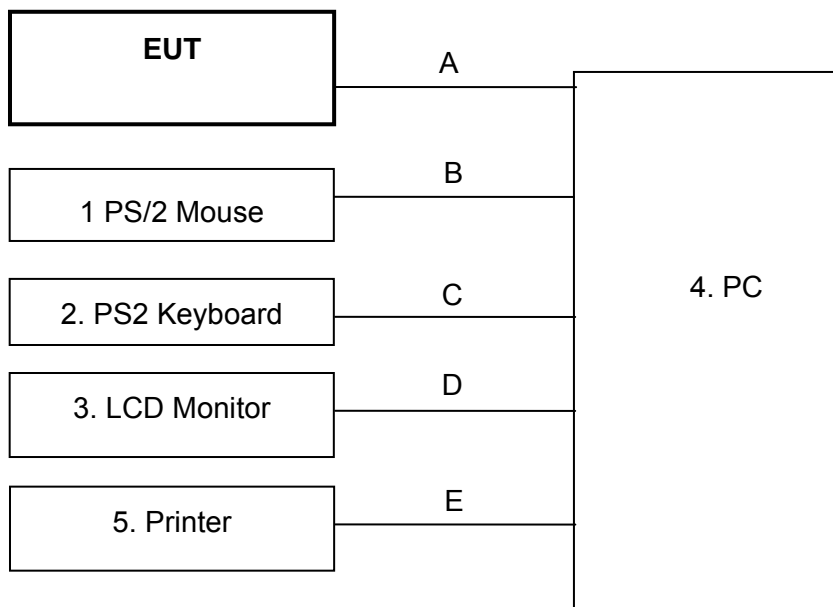 EUT
A
B
1 PS/2 Mouse
C
2. PS2 Keyboard
4. PC
D
3. LCD Monitor
E
5. Printer